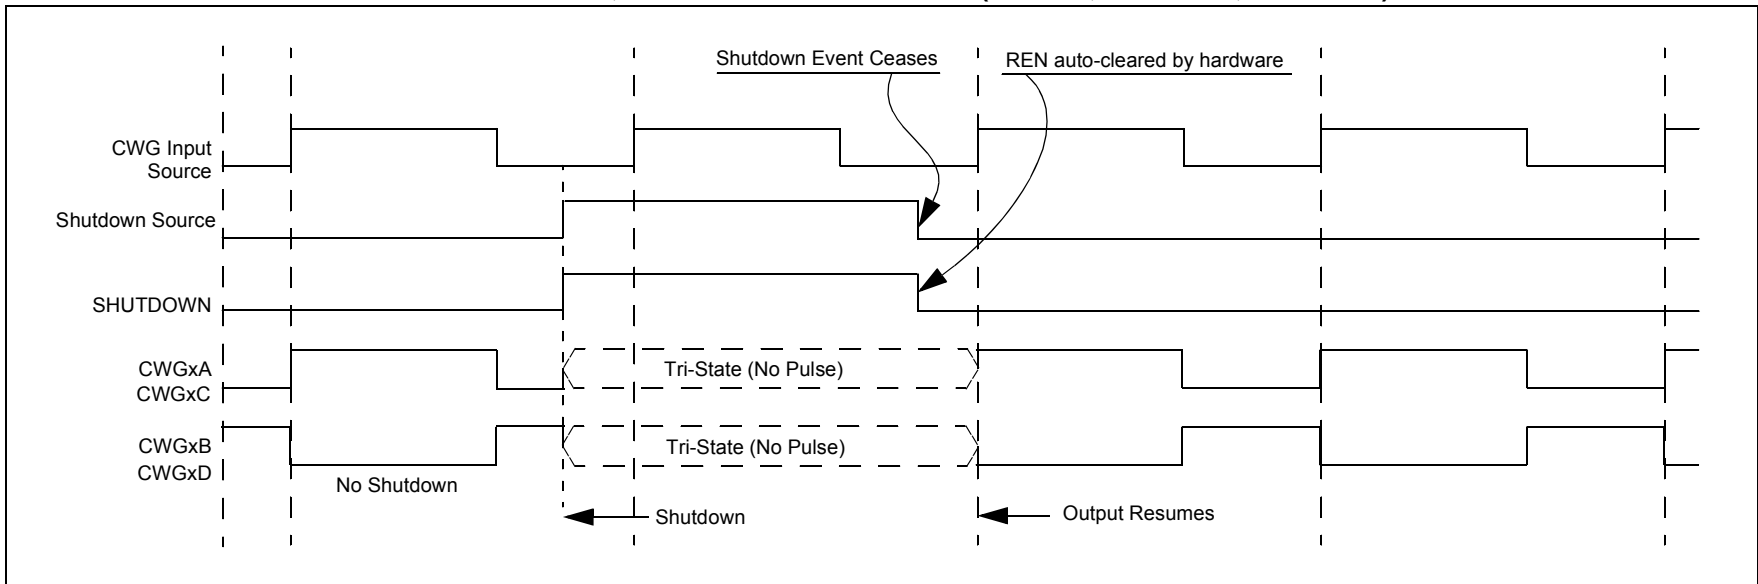 Shutdown Event Ceases
REN auto-cleared by hardware
CWG Input
Source
Shutdown Source
SHUTDOWN
CWGxA
CWGxC
Tri-State (No Pulse)
CWGxB
CWGxD
Tri-State (No Pulse)
No Shutdown
Shutdown
Output Resumes